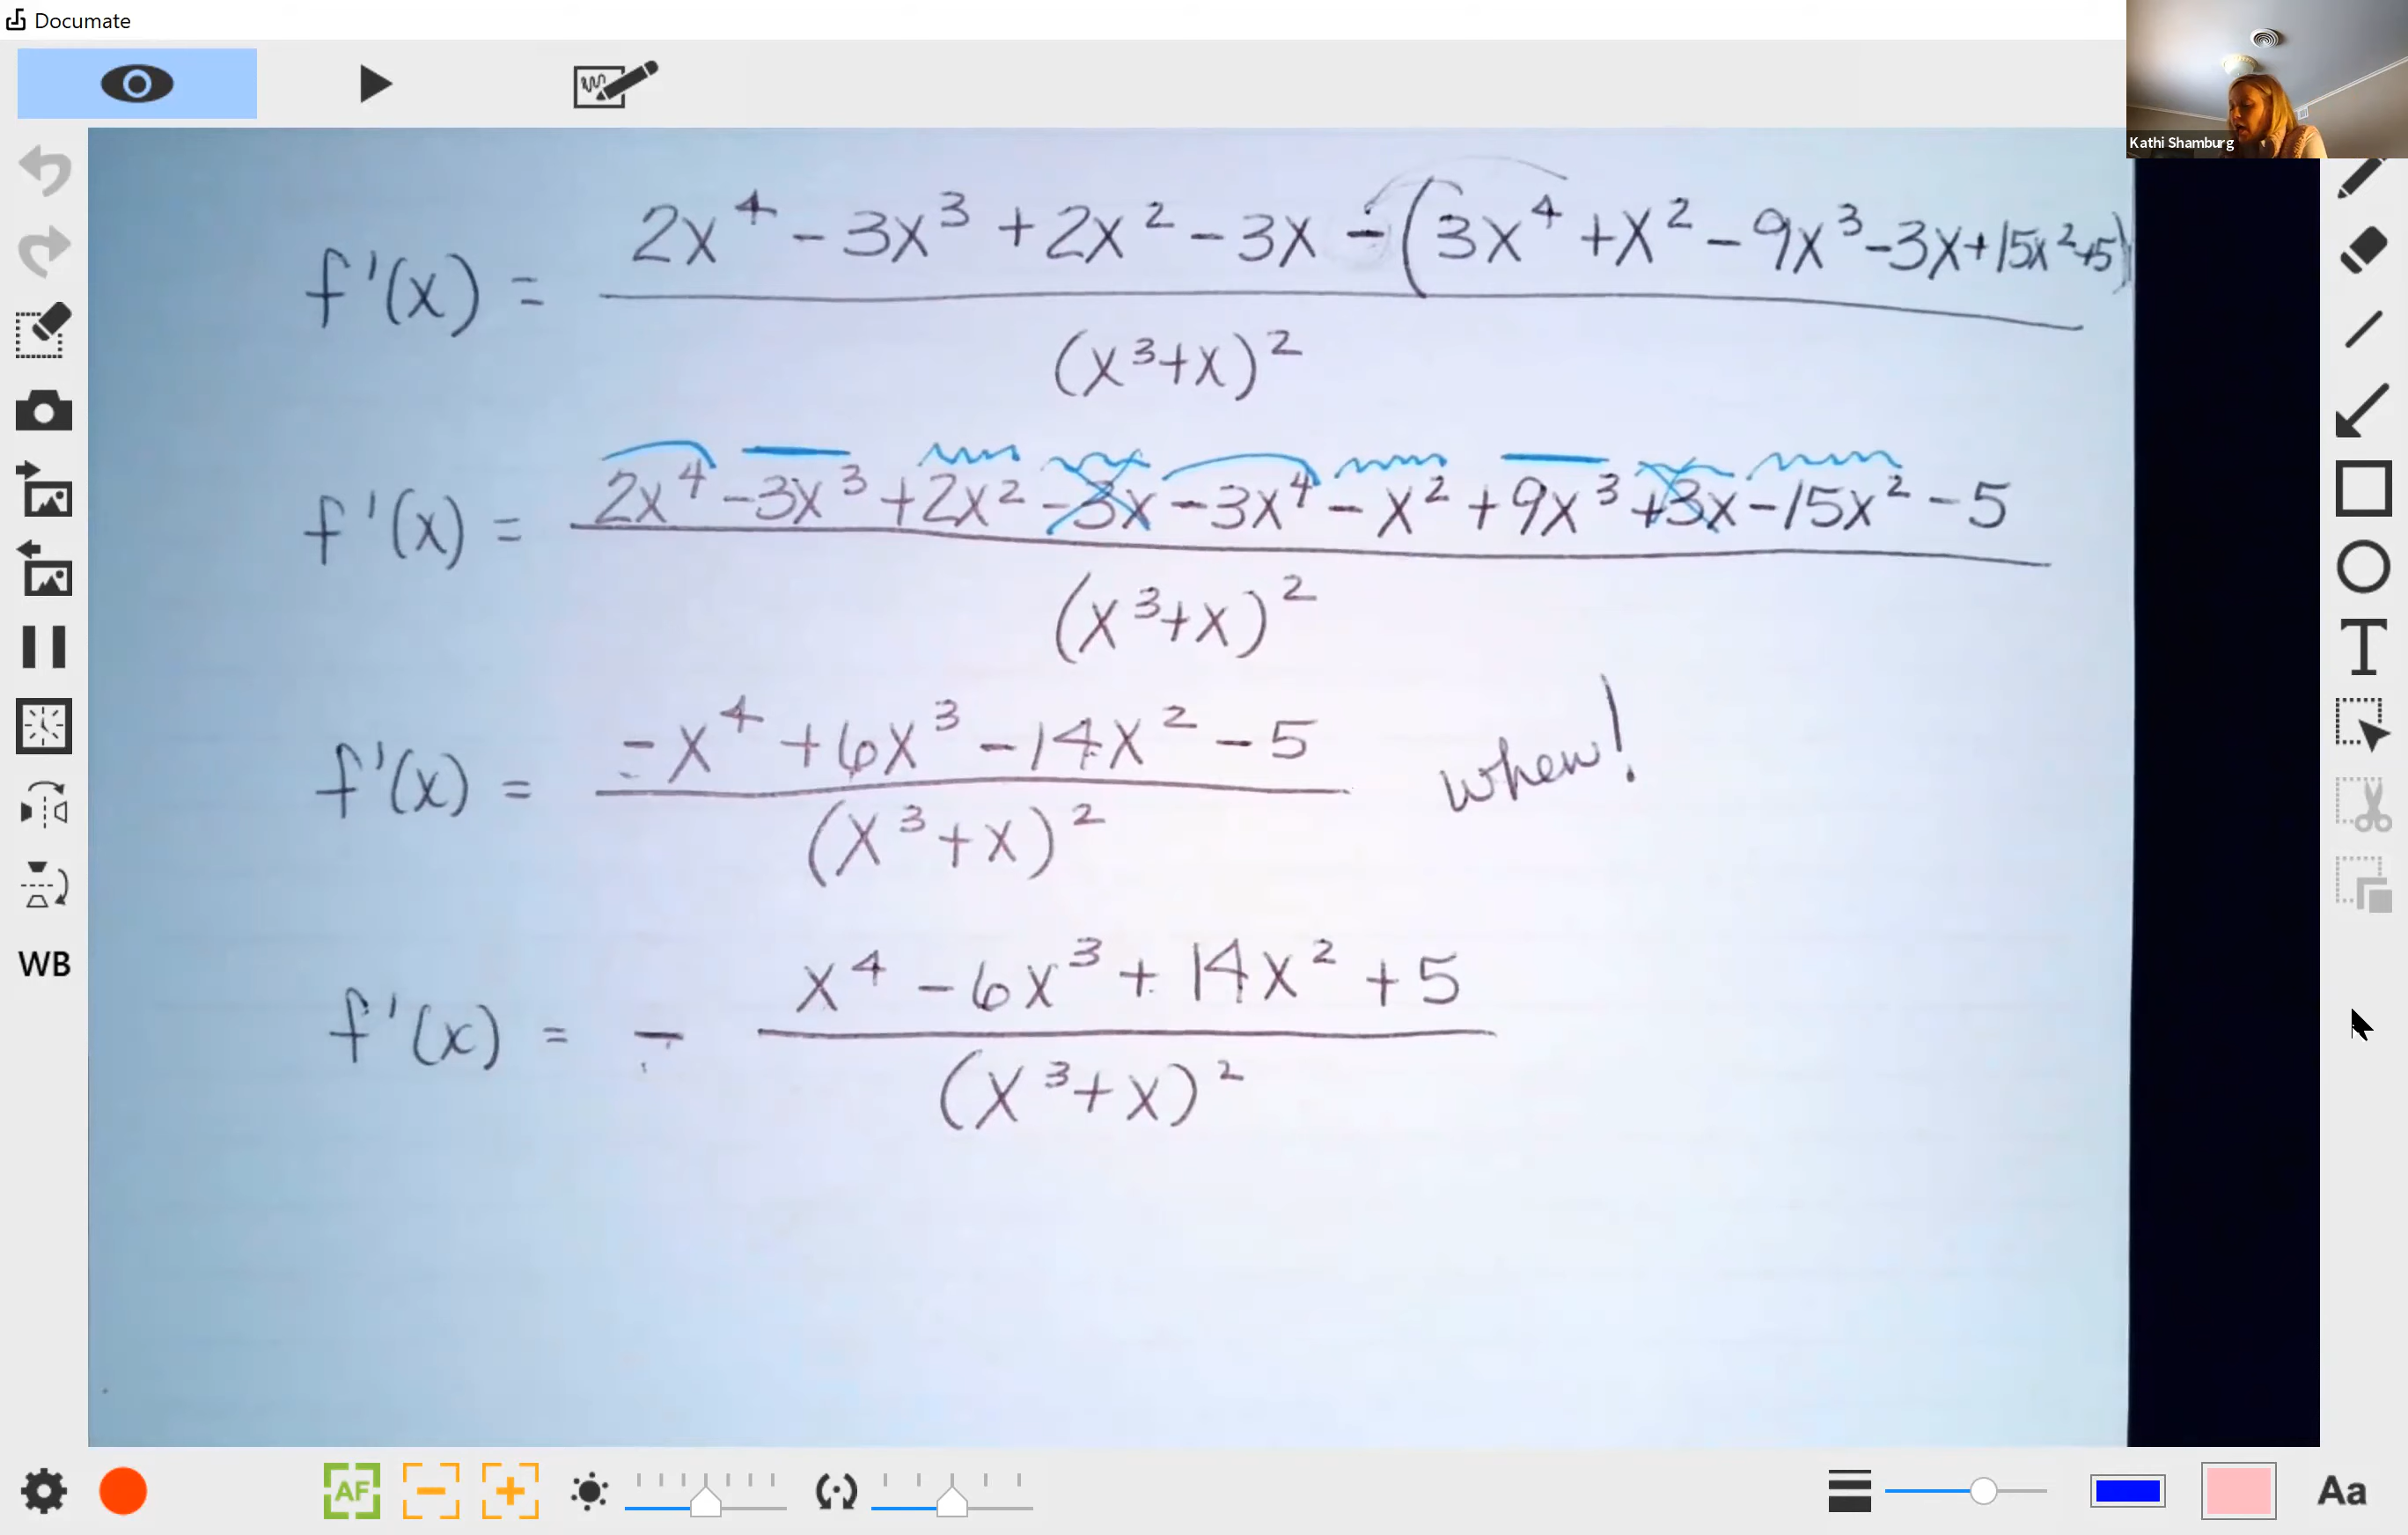 Documate
Kathi Shamburg
f'(x) = 2x⁴ - 3x³ + 2x² - 3x - (3x⁴ + x² - 9x³ - 3x + 15x² + 5)
(x³+x)²
f'(x) = 2x⁴ - 3x³ + 2x² - 3x - 3x⁴ - x² + 9x³ + 3x - 15x² - 5
(x³+x)²
f'(x) = -x⁴ + 6x³ - 14x² - 5 whew!
(x³+x)²
f'(x) = - x⁴ - 6x³ + 14x² + 5
(x³+x)²
T
WB
AF
Aa